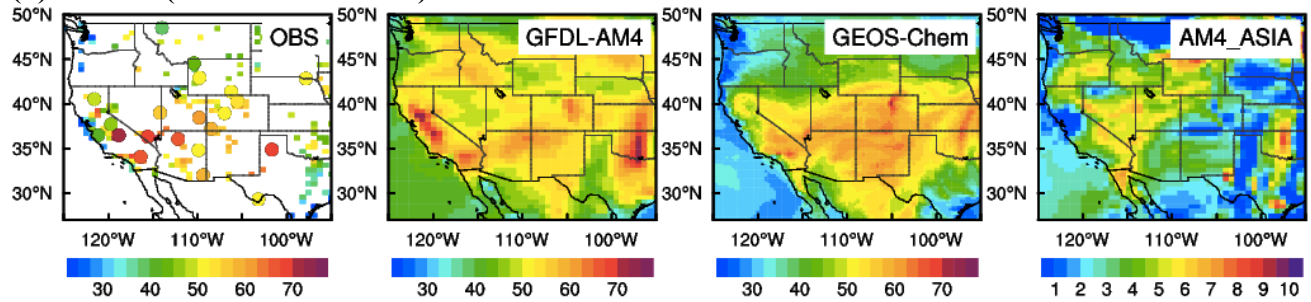 50°N 50°N 50°N 50°N
OBS GFDL-AM4 GEOS-Chem AM4_ASIA
45°N 45°N 45°N 45°N
40°N 40°N 40°N 40°N
35°N 35°N 35°N 35°N
30°N 30°N 30°N 30°N
120°W 110°W 100°W 120°W 110°W 100°W 120°W 110°W 100°W 120°W 110°W 100°W
30 40 50 60 70 30 40 50 60 70 30 40 50 60 70 1 2 3 4 5 6 7 8 9 10